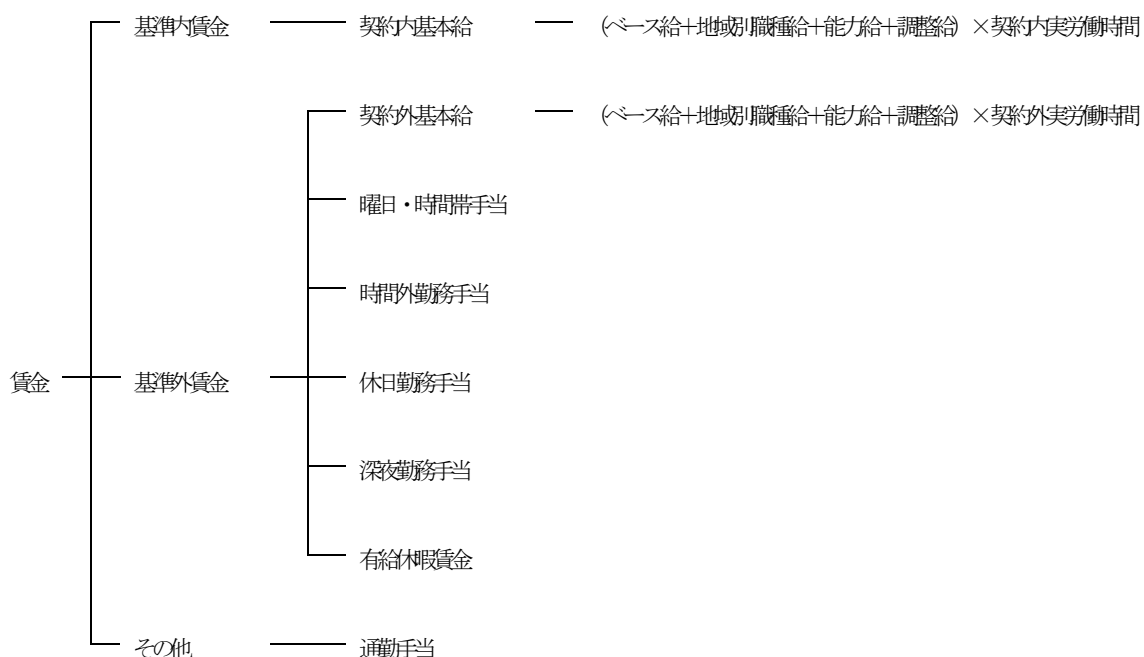 基準内賃金 契約内基本給 (ベース給+地域別職種給+能力給+調整給)×契約内実労働時間
契約外基本給 (ベース給+地域別職種給+能力給+調整給)×契約外実労働時間
曜日・時間帯手当
時間外勤務手当
賃金 基準外賃金 休日勤務手当
深夜勤務手当
有給休暇賃金
その他 通勤手当